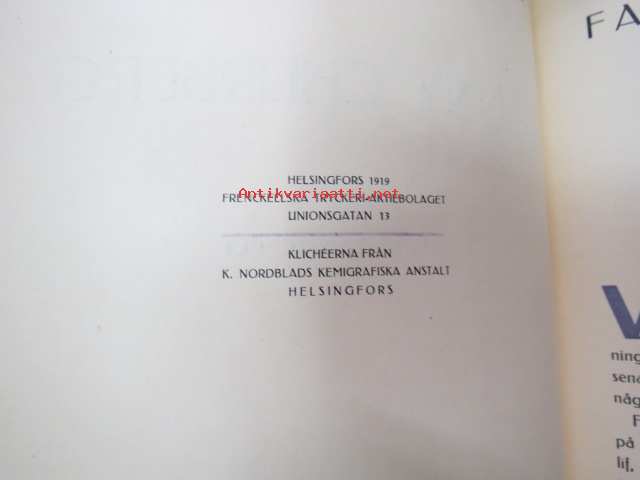 FA
HELSINGFORS 1919
Antikvariaatti.net
FRENCKELLSKA TRYCKERI-AKTIEBOLAGET
UNIONSGATAN 13
KLICHÉERNA FRÅN
K. NORDBLADS KEMIGRAFISKA ANSTALT
HELSINGFORS
V
ning
sena
någ
F
på
lif,